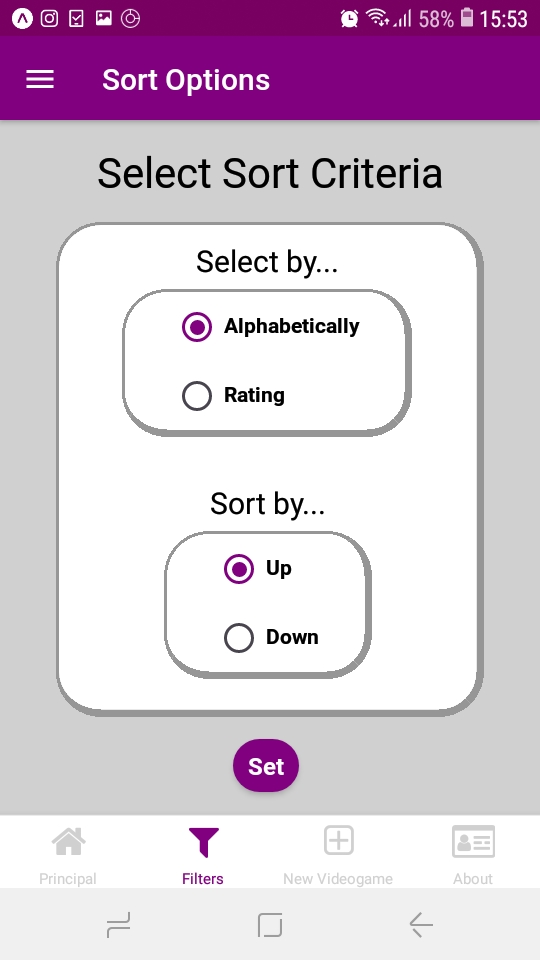 58% 15:53
Sort Options
Select Sort Criteria
Select by...
Alphabetically
Rating
Sort by...
Up
Down
Set
Principal Filters New Videogame About